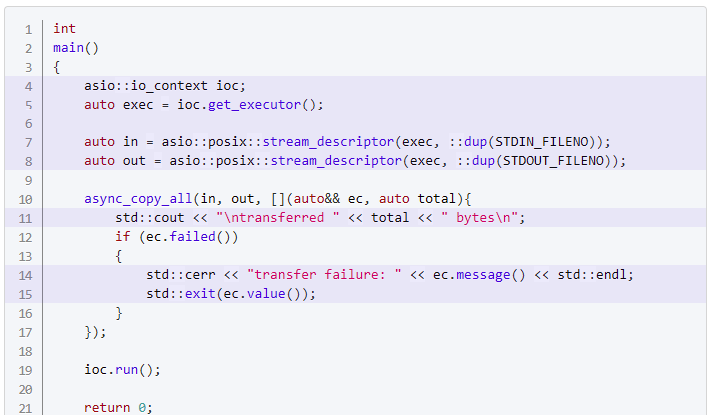 1 int
2 main()
3 {
4     asio::io_context ioc;
5     auto exec = ioc.get_executor();
6
7     auto in = asio::posix::stream_descriptor(exec, ::dup(STDIN_FILENO));
8     auto out = asio::posix::stream_descriptor(exec, ::dup(STDOUT_FILENO));
9
10     async_copy_all(in, out, [](auto&& ec, auto total){
11         std::cout << "\ntransferred " << total << " bytes\n";
12         if (ec.failed())
13         {
14             std::cerr << "transfer failure: " << ec.message() << std::endl;
15             std::exit(ec.value());
16         }
17     });
18
19     ioc.run();
20
21     return 0;